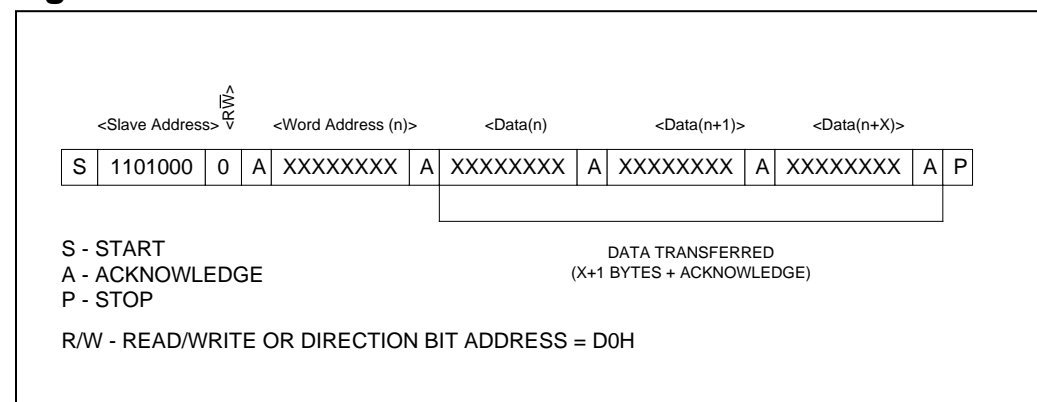 <Slave Address> <RW> <Word Address (n)> <Data(n) <Data(n+1)> <Data(n+X)>
S 1101000 0 A XXXXXXXX A XXXXXXXX A XXXXXXXX A XXXXXXXX A P
S - START
A - ACKNOWLEDGE
P - STOP
DATA TRANSFERRED
(X+1 BYTES + ACKNOWLEDGE)
R/W - READ/WRITE OR DIRECTION BIT ADDRESS = D0H